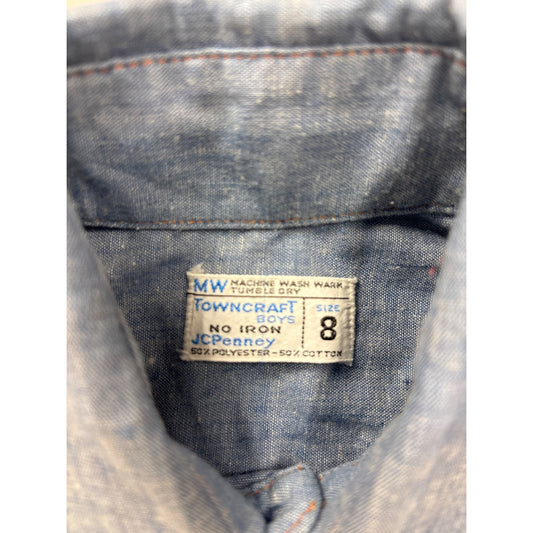 MW MACHINE WASH WARM
TUMBLE DRY
TOWNCRAFT
BOYS
NO IRON
JCPenney
50% POLYESTER-50% COTTON
SIZE
8